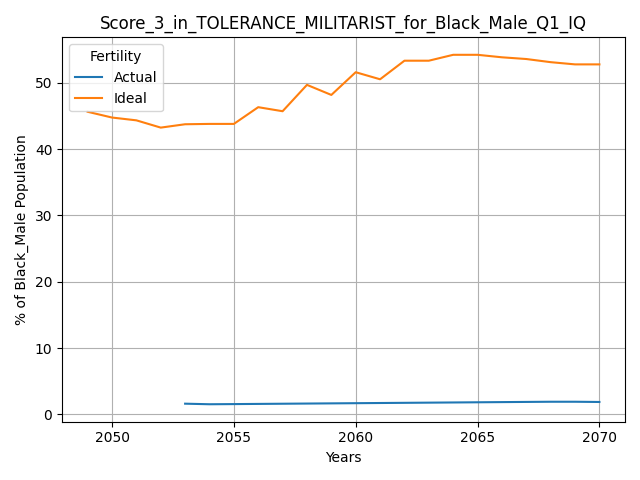 Score_3_in_TOLERANCE_MILITARIST_for_Black_Male_Q1_IQ
Fertility
Actual
Ideal
% of Black_Male Population
50
40
30
20
10
0
2050
2055
2060
2065
2070
Years